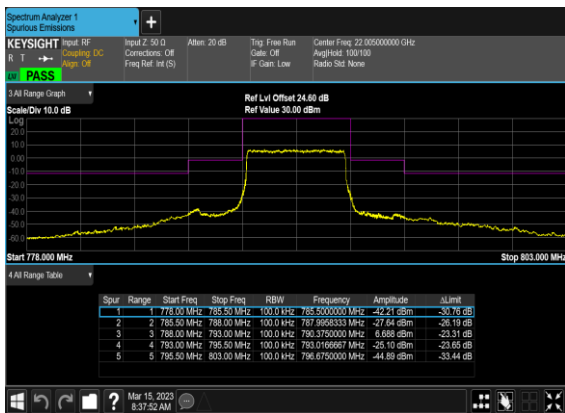 Spectrum Analyzer 1
Spurious Emissions
+
KEYSIGHT Input: RF Input Z: 50 Ω Atten: 20 dB Trig: Free Run Center Freq: 22.005000000 GHz
R T Coupling: DC Corrections: Off Gate: Off Avg|Hold: 100/100
Align: Off Freq Ref: Int (S) IF Gain: Low Radio Std: None
PASS
3 All Range Graph
Ref Lvl Offset 24.60 dB
Scale/Div 10.0 dB Ref Value 30.00 dBm
Log
20.0
10.0
0.00
-10.0
-20.0
-30.0
-40.0
-50.0
-60.0
Start 778.000 MHz Stop 803.000 MHz
4 All Range Table
Spur Range Start Freq Stop Freq RBW Frequency Amplitude ΔLimit
1 1 778.00 MHz 785.50 MHz 100.0 kHz 785.5000000 MHz -42.21 dBm -30.76 dB
2 2 785.50 MHz 788.00 MHz 100.0 kHz 787.9958333 MHz -27.64 dBm -26.19 dB
3 3 788.00 MHz 793.00 MHz 100.0 kHz 790.3750000 MHz 6.688 dBm -23.31 dB
4 4 793.00 MHz 795.50 MHz 100.0 kHz 793.0166667 MHz -25.10 dBm -23.65 dB
5 5 795.50 MHz 803.00 MHz 100.0 kHz 796.6750000 MHz -44.89 dBm -33.44 dB
?
Mar 15, 2023
8:37:52 AM